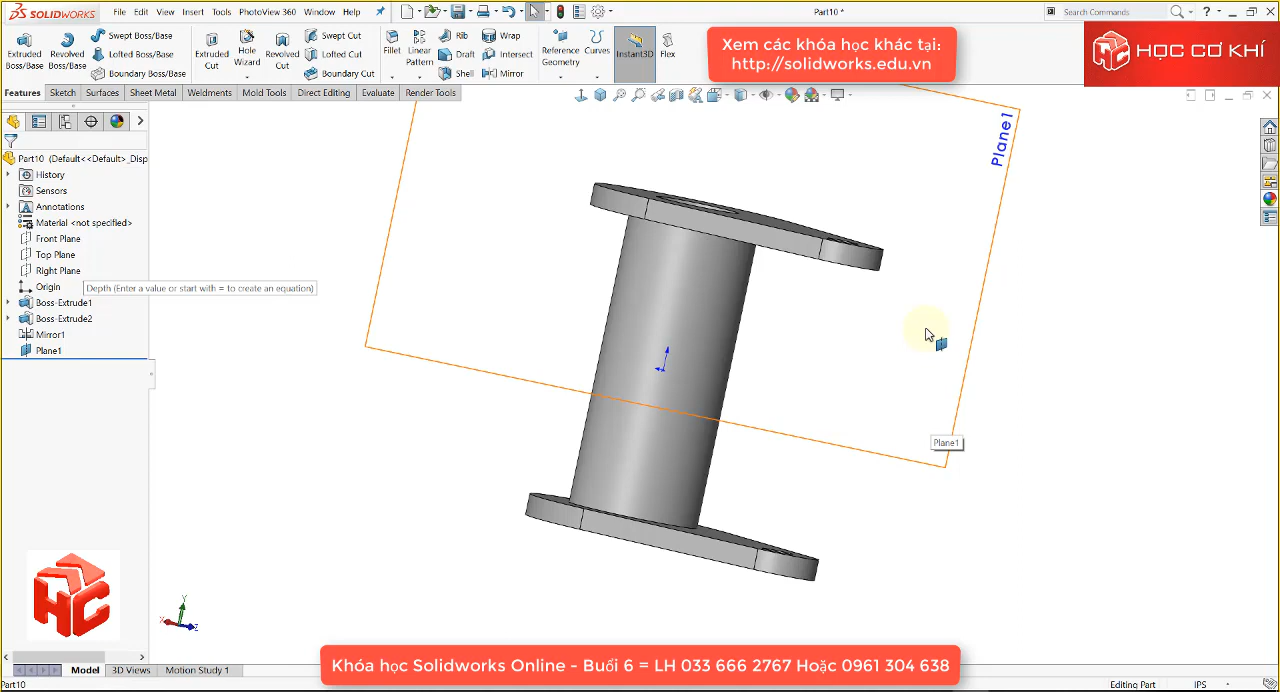 SOLIDWORKS
File Edit View Insert Tools PhotoView 360 Window Help
Part10 *
Search Commands
Extruded Boss/Base
Revolved Boss/Base
Swept Boss/Base
Lofted Boss/Base
Boundary Boss/Base
Extruded Cut
Hole Wizard
Revolved Cut
Swept Cut
Lofted Cut
Boundary Cut
Fillet
Linear Pattern
Rib
Draft
Shell
Wrap
Intersect
Mirror
Reference Geometry
Curves
Instant3D
Flex
Xem các khóa học khác tại:
http://solidworks.edu.vn
HỌC CƠ KHÍ
Features Sketch Surfaces Sheet Metal Weldments Mold Tools Direct Editing Evaluate Render Tools
Part10 (Default<<Default>_Disp
History
Sensors
Annotations
Material <not specified>
Front Plane
Top Plane
Right Plane
Origin
Depth (Enter a value or start with = to create an equation)
Boss-Extrude1
Boss-Extrude2
Mirror1
Plane1
Plane1
Plane1
HC
Y
X
Z
Khóa học Solidworks Online - Buổi 6 = LH 033 666 2767 Hoặc 0961 304 638
Model 3D Views Motion Study 1
Part10
Editing Part
IPS